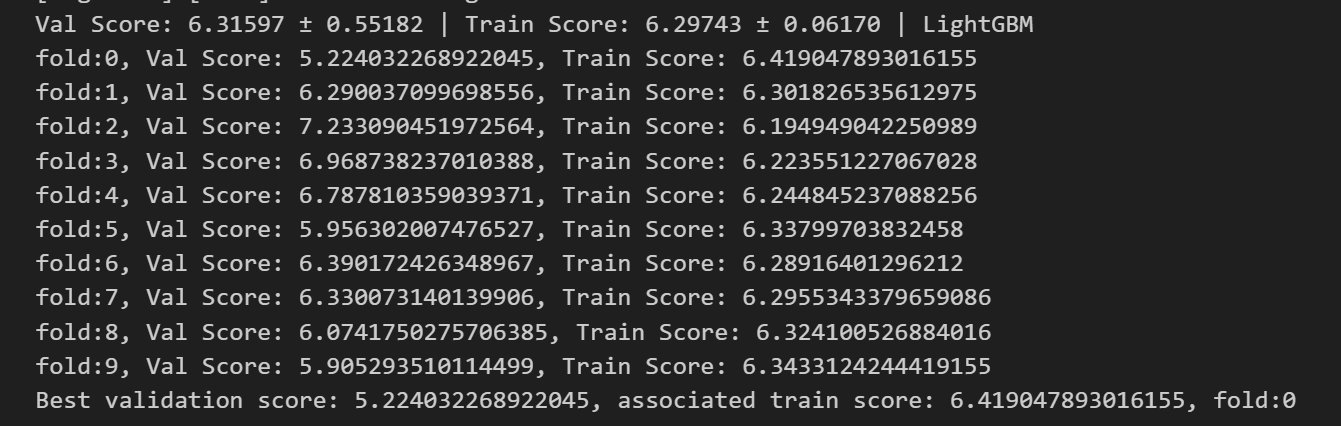 Val Score: 6.31597 ± 0.55182 | Train Score: 6.29743 ± 0.06170 | LightGBM
fold:0, Val Score: 5.224032268922045, Train Score: 6.419047893016155
fold:1, Val Score: 6.290037099698556, Train Score: 6.301826535612975
fold:2, Val Score: 7.233090451972564, Train Score: 6.194949042250989
fold:3, Val Score: 6.968738237010388, Train Score: 6.223551227067028
fold:4, Val Score: 6.787810359039371, Train Score: 6.244845237088256
fold:5, Val Score: 5.956302007476527, Train Score: 6.33799703832458
fold:6, Val Score: 6.390172426348967, Train Score: 6.28916401296212
fold:7, Val Score: 6.330073140139906, Train Score: 6.2955343379659086
fold:8, Val Score: 6.0741750275706385, Train Score: 6.324100526884016
fold:9, Val Score: 5.905293510114499, Train Score: 6.3433124244419155
Best validation score: 5.224032268922045, associated train score: 6.419047893016155, fold:0